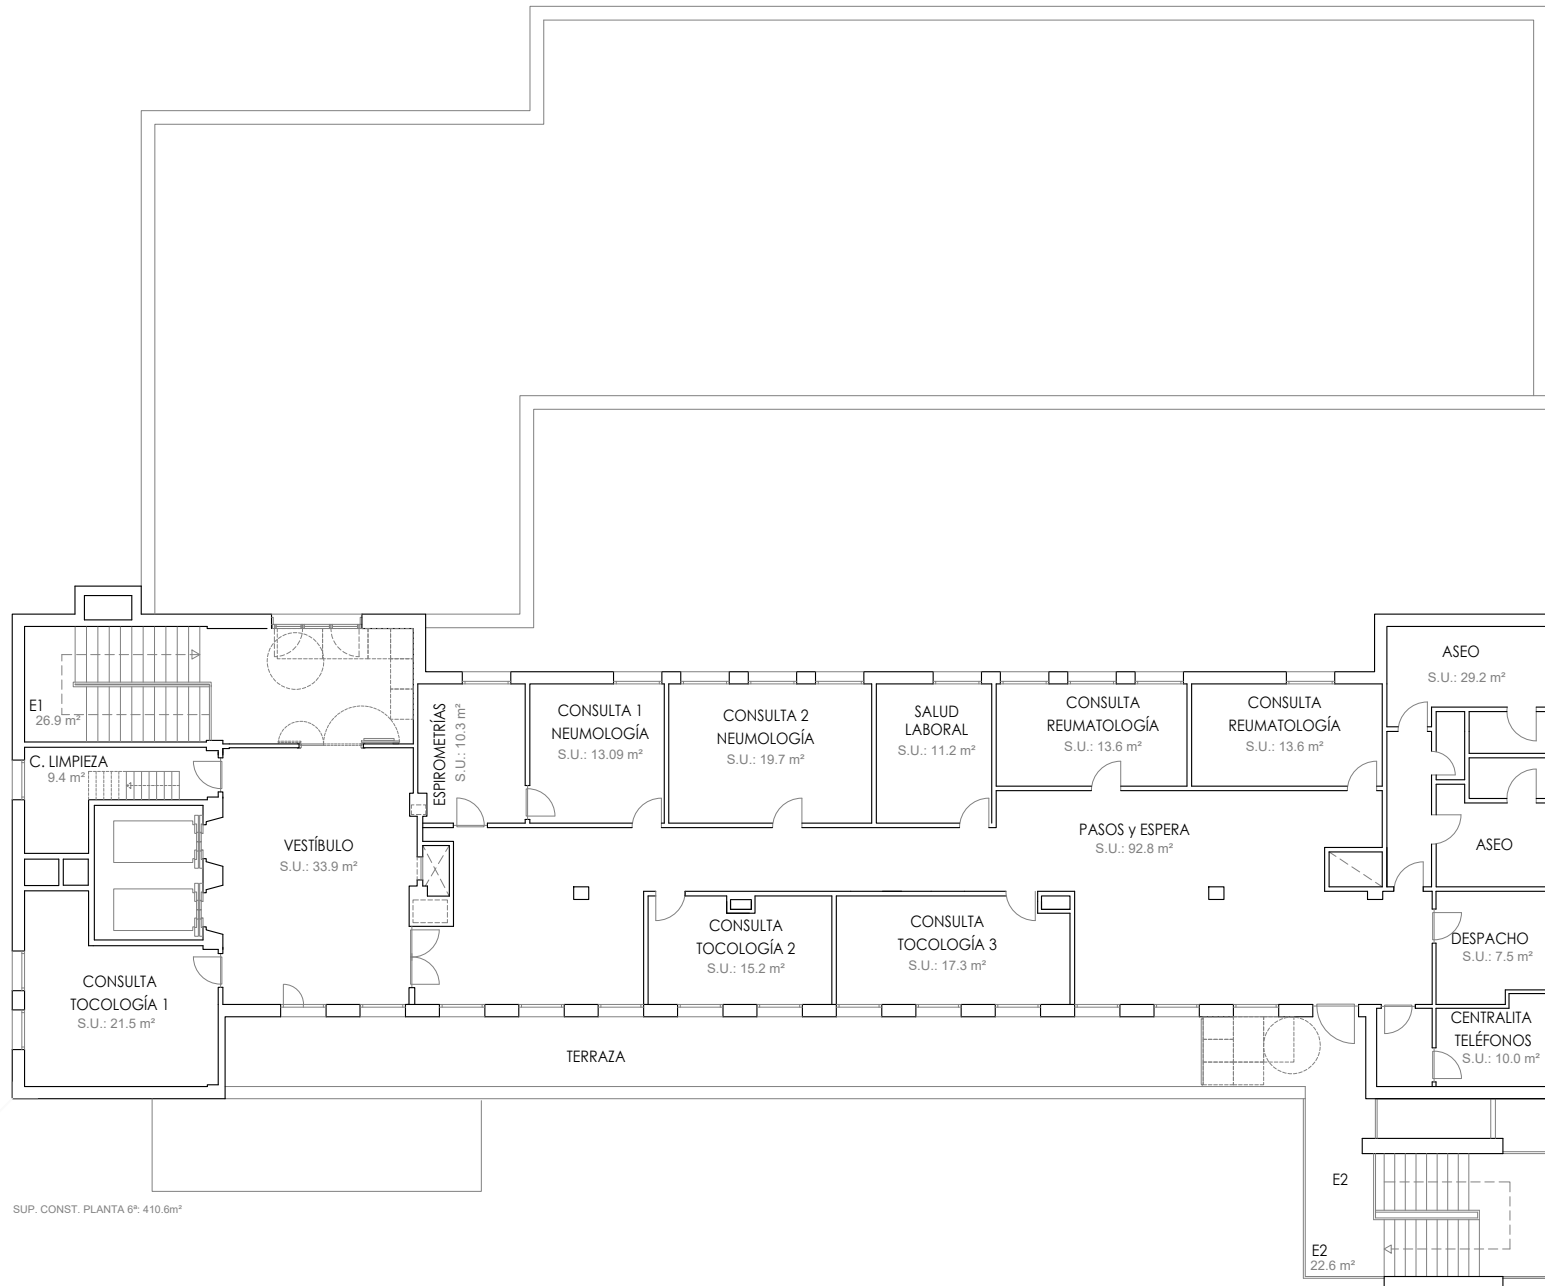 ASEO
S.U.: 29.2 m²
E1
26.9 m²
ESPIROMETRÍAS
S.U.: 10.3 m²
CONSULTA 1
NEUMOLOGÍA
S.U.: 13.09 m²
CONSULTA 2
NEUMOLOGÍA
S.U.: 19.7 m²
SALUD
LABORAL
S.U.: 11.2 m²
CONSULTA
REUMATOLOGÍA
S.U.: 13.6 m²
CONSULTA
REUMATOLOGÍA
S.U.: 13.6 m²
C. LIMPIEZA
9.4 m²
VESTÍBULO
S.U.: 33.9 m²
PASOS y ESPERA
S.U.: 92.8 m²
ASEO
CONSULTA
TOCOLOGÍA 1
S.U.: 21.5 m²
CONSULTA
TOCOLOGÍA 2
S.U.: 15.2 m²
CONSULTA
TOCOLOGÍA 3
S.U.: 17.3 m²
DESPACHO
S.U.: 7.5 m²
CENTRALITA
TELÉFONOS
S.U.: 10.0 m²
TERRAZA
E2
E2
22.6 m²
SUP. CONST. PLANTA 6ª: 410.6m²